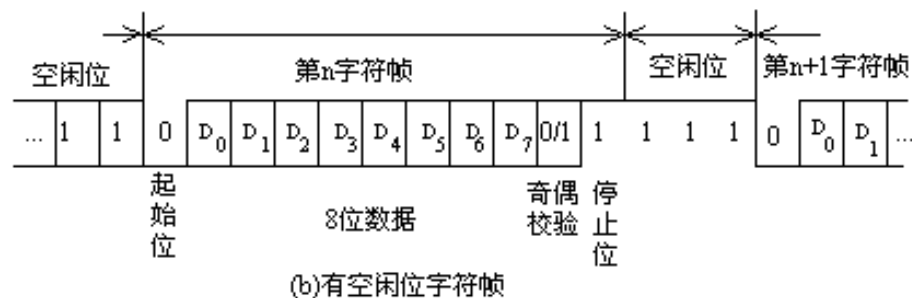 空闲位 第n字符帧 空闲位 第n+1字符帧
... 1 1 0 D0 D1 D2 D3 D4 D5 D6 D7 0/1 1 1 1 1 0 D0 D1 ...
起始位 8位数据 奇偶校验 停止位
(b)有空闲位字符帧